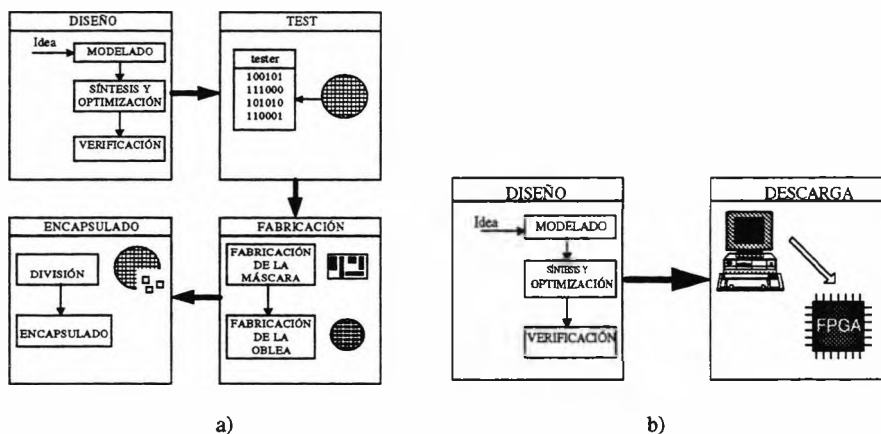 DISEÑO
Idea
MODELADO
SÍNTESIS Y
OPTIMIZACIÓN
VERIFICACIÓN
TEST
tester
100101
111000
101010
110001
ENCAPSULADO
DIVISIÓN
ENCAPSULADO
FABRICACIÓN
FABRICACIÓN
DE LA
MÁSCARA
FABRICACIÓN
DE LA
OBLEA
a)
DISEÑO
Idea
MODELADO
SÍNTESIS Y
OPTIMIZACIÓN
VERIFICACIÓN
DESCARGA
FPGA
b)